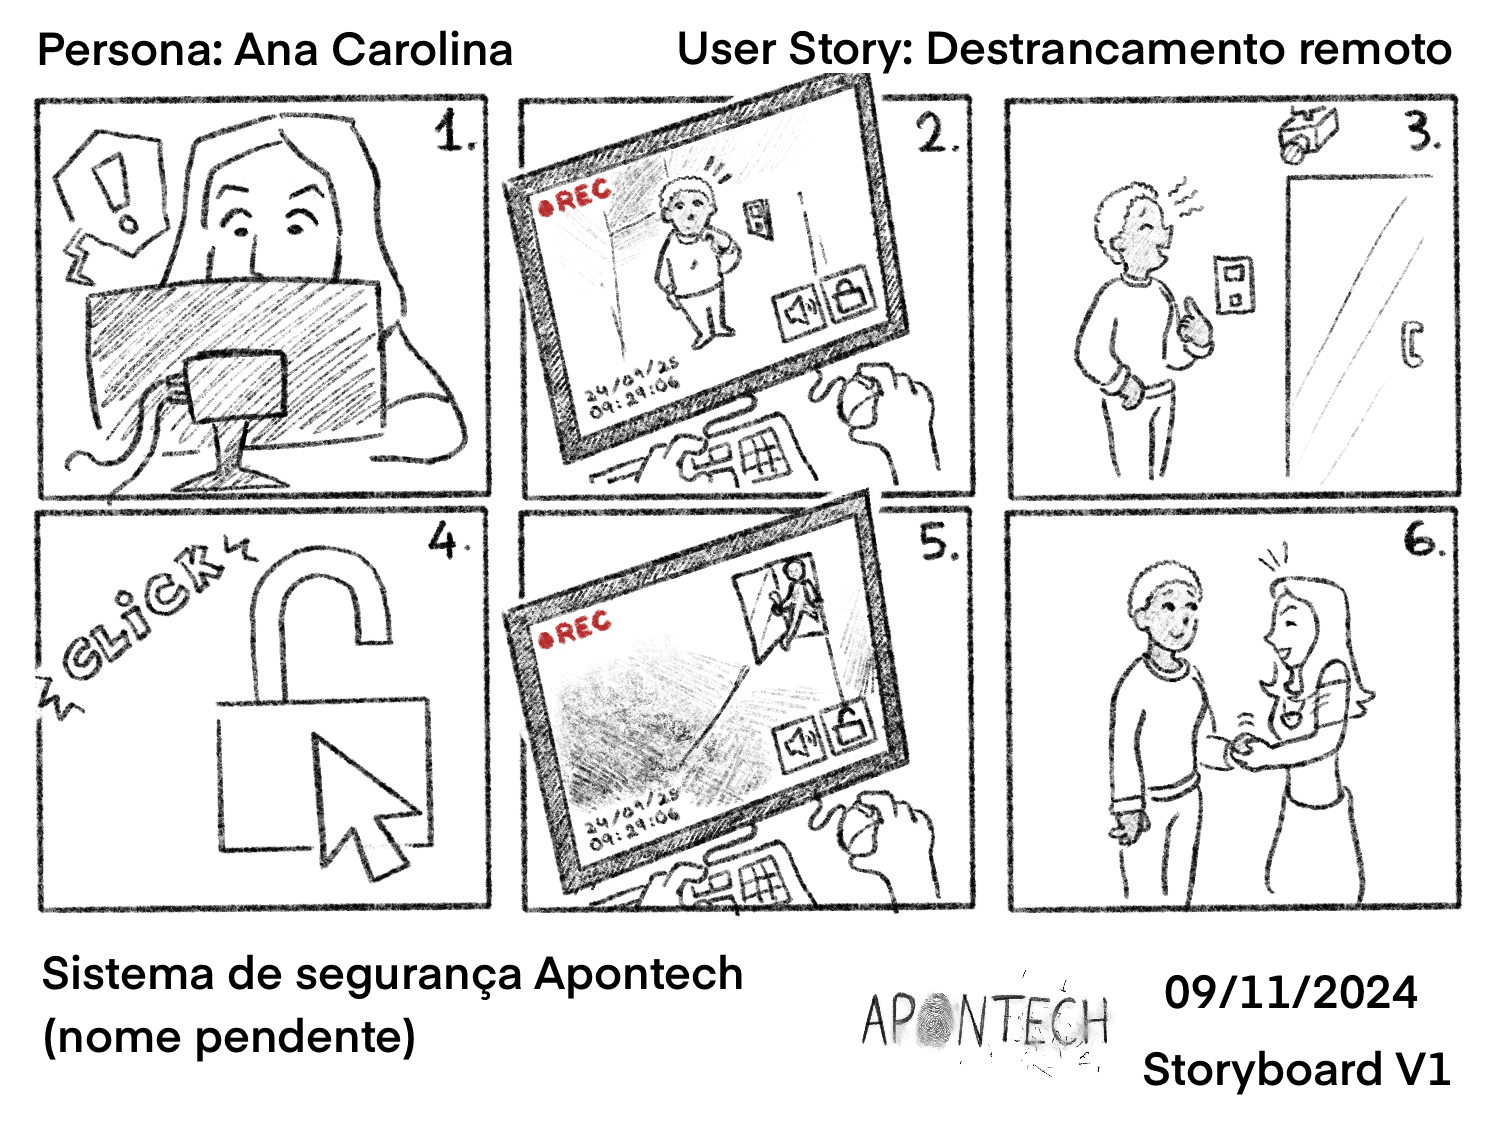 Persona: Ana Carolina
User Story: Destrancamento remoto
1.
2.
REC
24/09/25
09:29:06
3.
4.
CLICK
5.
REC
24/09/25
09:29:06
6.
Sistema de segurança Apontech
(nome pendente)
APONTECH
09/11/2024
Storyboard V1